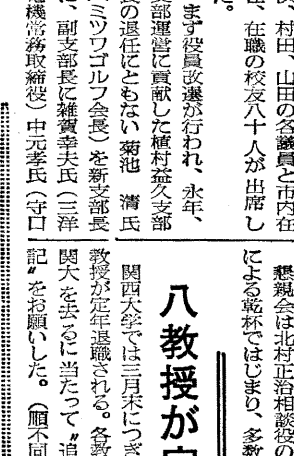 、村田、山田の各議員と市内在
、在職の校友八十人が出席し
た。
まず役員改選が行われ、永年、
支部運営に貢献した植村益久支部
長の退任にともない菊池　清氏
（ミツワゴルフ会長）を新支部長
に、副支部長に雑賀幸夫氏（三洋
機常務取締役）中元孝氏（守口
懇親会は北村正治相談役の
による乾杯ではじまり、多数
八教授が定
関西大学では三月末につぎ
教授が定年退職される。各教
関大を去るに当たって〝追
記〟をお願いした。（順不同